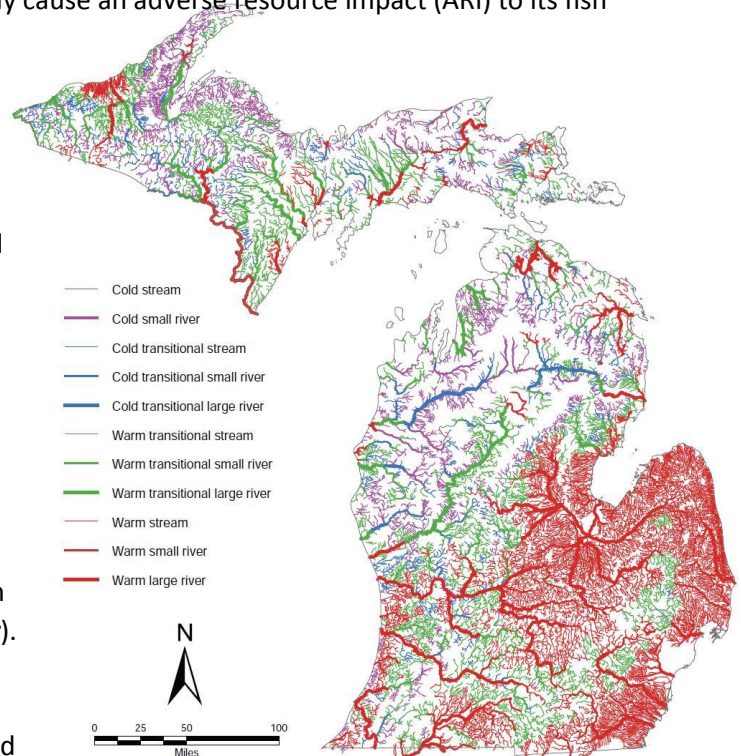 cause an adverse resource impact (ARI) to its fish
Cold stream
Cold small river
Cold transitional stream
Cold transitional small river
Cold transitional large river
Warm transitional stream
Warm transitional small river
Warm transitional large river
Warm stream
Warm small river
Warm large river
).
N
0 25 50 100
Miles